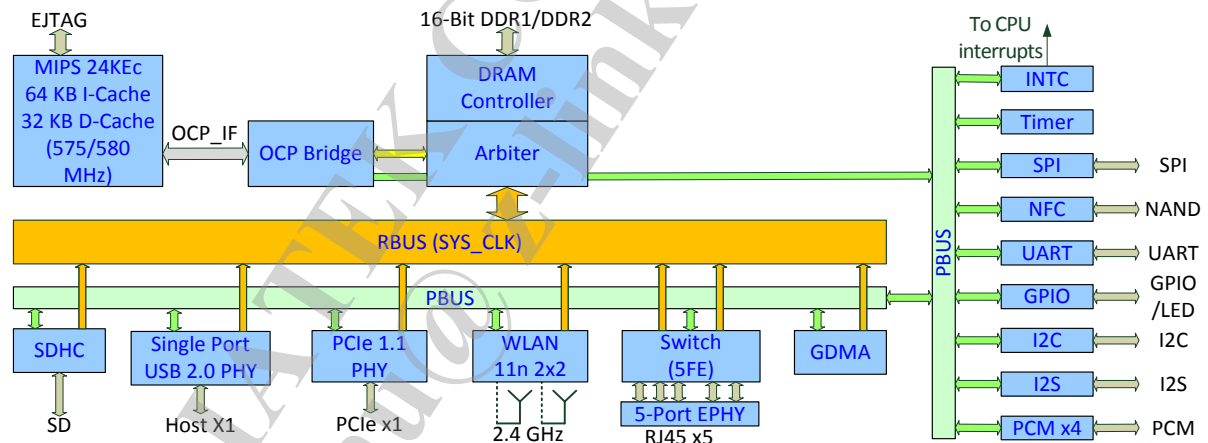 EJTAG
16-Bit DDR1/DDR2
To CPU
interrupts
MIPS 24KEc
64 KB I-Cache
32 KB D-Cache
(575/580
MHz)
OCP_IF
OCP Bridge
DRAM
Controller
Arbiter
RBUS (SYS_CLK)
PBUS
SDHC
Single Port
USB 2.0 PHY
PCIe 1.1
PHY
WLAN
11n 2x2
Switch
(5FE)
GDMA
5-Port EPHY
SD
Host X1
PCIe x1
2.4 GHz
RJ45 x5
PBUS
INTC
Timer
SPI
SPI
NFC
NAND
UART
UART
GPIO
GPIO
/LED
I2C
I2C
I2S
I2S
PCM x4
PCM